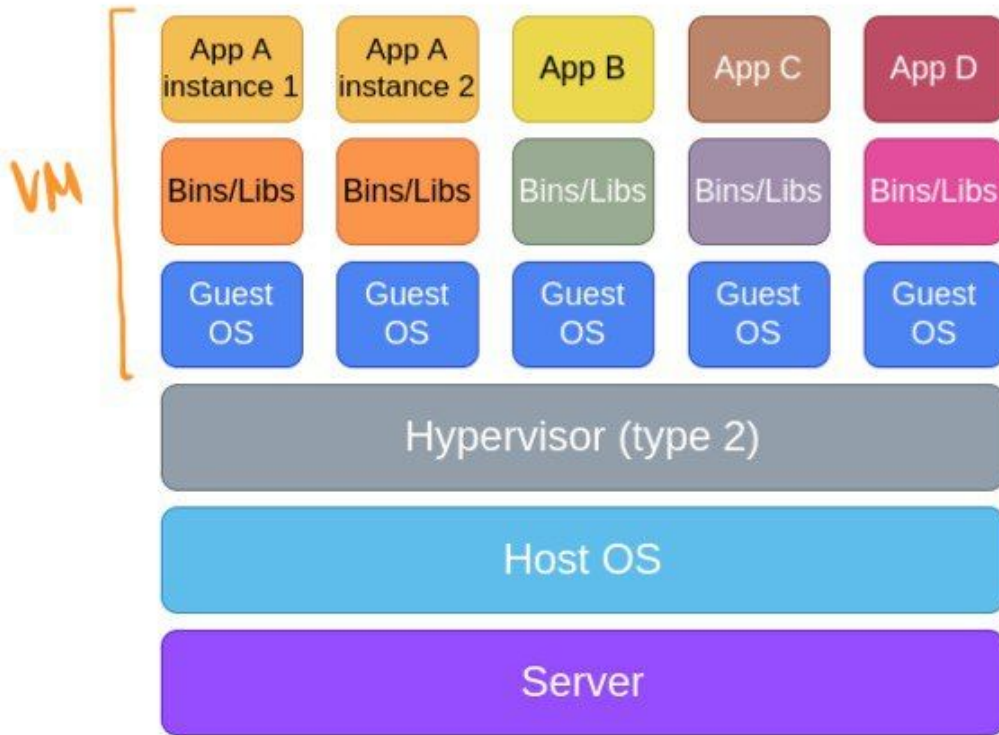 App A
instance 1
App A
instance 2
App B
App C
App D
VM
Bins/Libs
Bins/Libs
Bins/Libs
Bins/Libs
Bins/Libs
Guest
OS
Guest
OS
Guest
OS
Guest
OS
Guest
OS
Hypervisor (type 2)
Host OS
Server